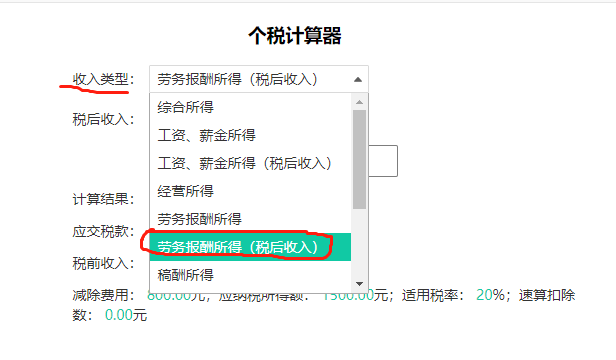 个税计算器
收入类型： 劳务报酬所得（税后收入）
综合所得
税后收入：
工资、薪金所得
工资、薪金所得（税后收入）
经营所得
计算结果：
劳务报酬所得
应交税款：
劳务报酬所得（税后收入）
税前收入：
稿酬所得
减除费用： 800.00元；应纳税所得额： 1500.00元；适用税率： 20%；速算扣除
数： 0.00元